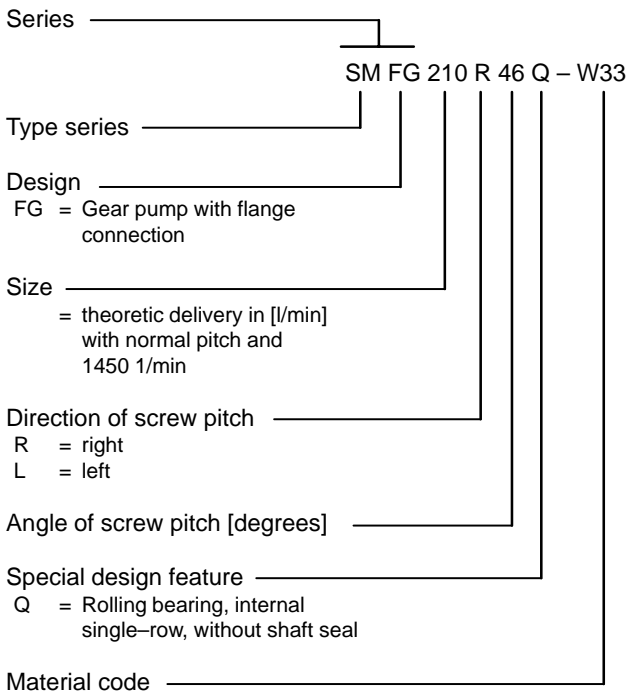 Series
SM FG 210 R 46 Q – W33
Type series
Design
FG = Gear pump with flange
connection
Size
= theoretic delivery in [l/min]
with normal pitch and
1450 1/min
Direction of screw pitch
R = right
L = left
Angle of screw pitch [degrees]
Special design feature
Q = Rolling bearing, internal
single–row, without shaft seal
Material code